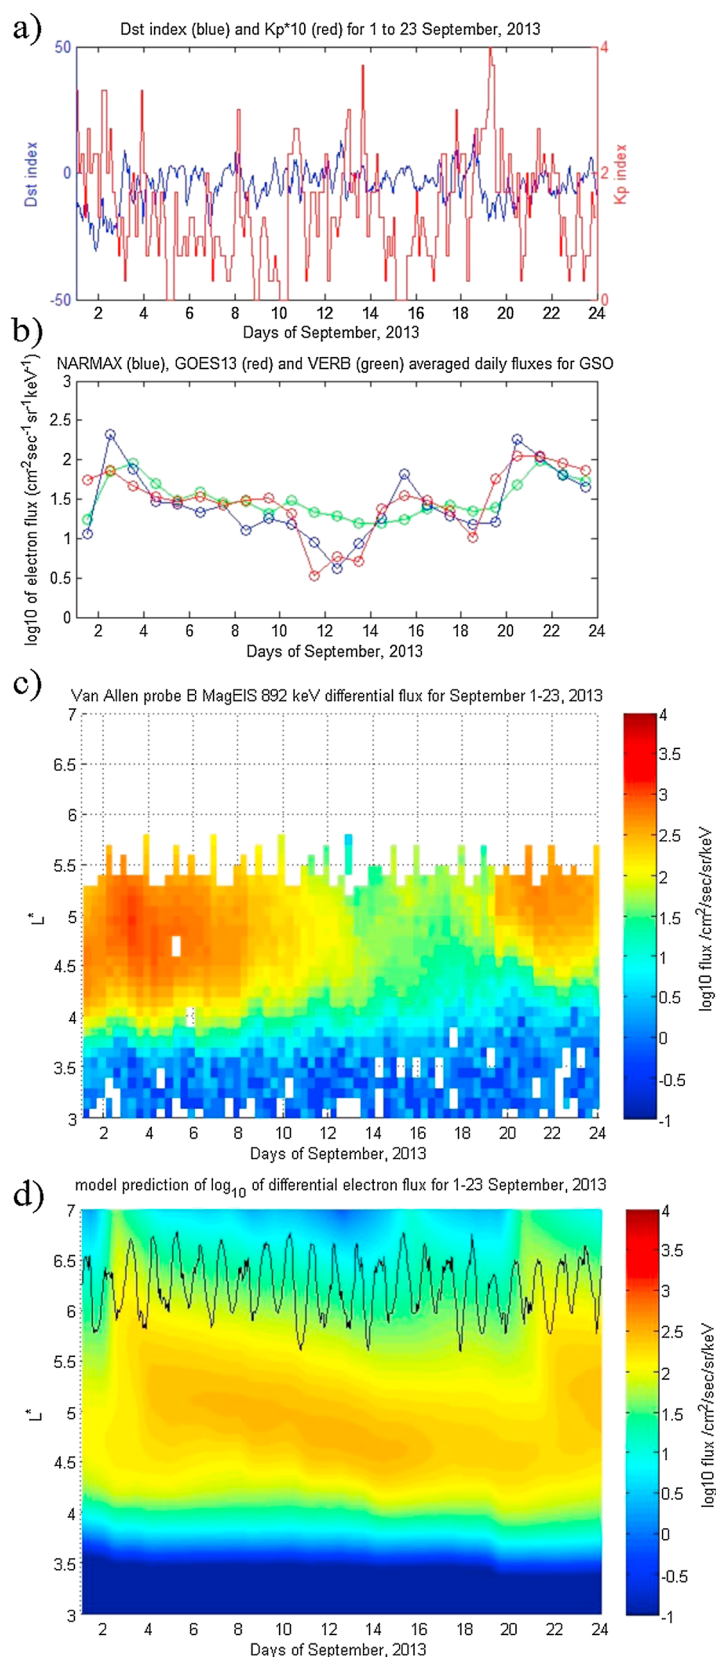 a)
Dst index (blue) and Kp*10 (red) for 1 to 23 September, 2013
50
4
Dst index
0
2
Kp index
-50
0
2 4 6 8 10 12 14 16 18 20 22 24
Days of September, 2013
b)
NARMAX (blue), GOES13 (red) and VERB (green) averaged daily fluxes for GSO
log10 of electron flux (cm-2sec-1sr-1keV-1)
3
2.5
2
1.5
1
0.5
0
2 4 6 8 10 12 14 16 18 20 22 24
Days of September, 2013
c)
Van Allen probe B MagEIS 892 keV differential flux for September 1-23, 2013
7
6.5
6
5.5
5
4.5
4
3.5
3
L*
2 4 6 8 10 12 14 16 18 20 22 24
Days of September, 2013
4
3.5
3
2.5
2
1.5
1
0.5
0
-0.5
-1
log10 flux /cm2/sec/sr/keV
d)
model prediction of log10 of differential electron flux for 1-23 September, 2013
7
6.5
6
5.5
5
4.5
4
3.5
3
L*
2 4 6 8 10 12 14 16 18 20 22 24
Days of September, 2013
4
3.5
3
2.5
2
1.5
1
0.5
0
-0.5
-1
log10 flux /cm2/sec/sr/keV